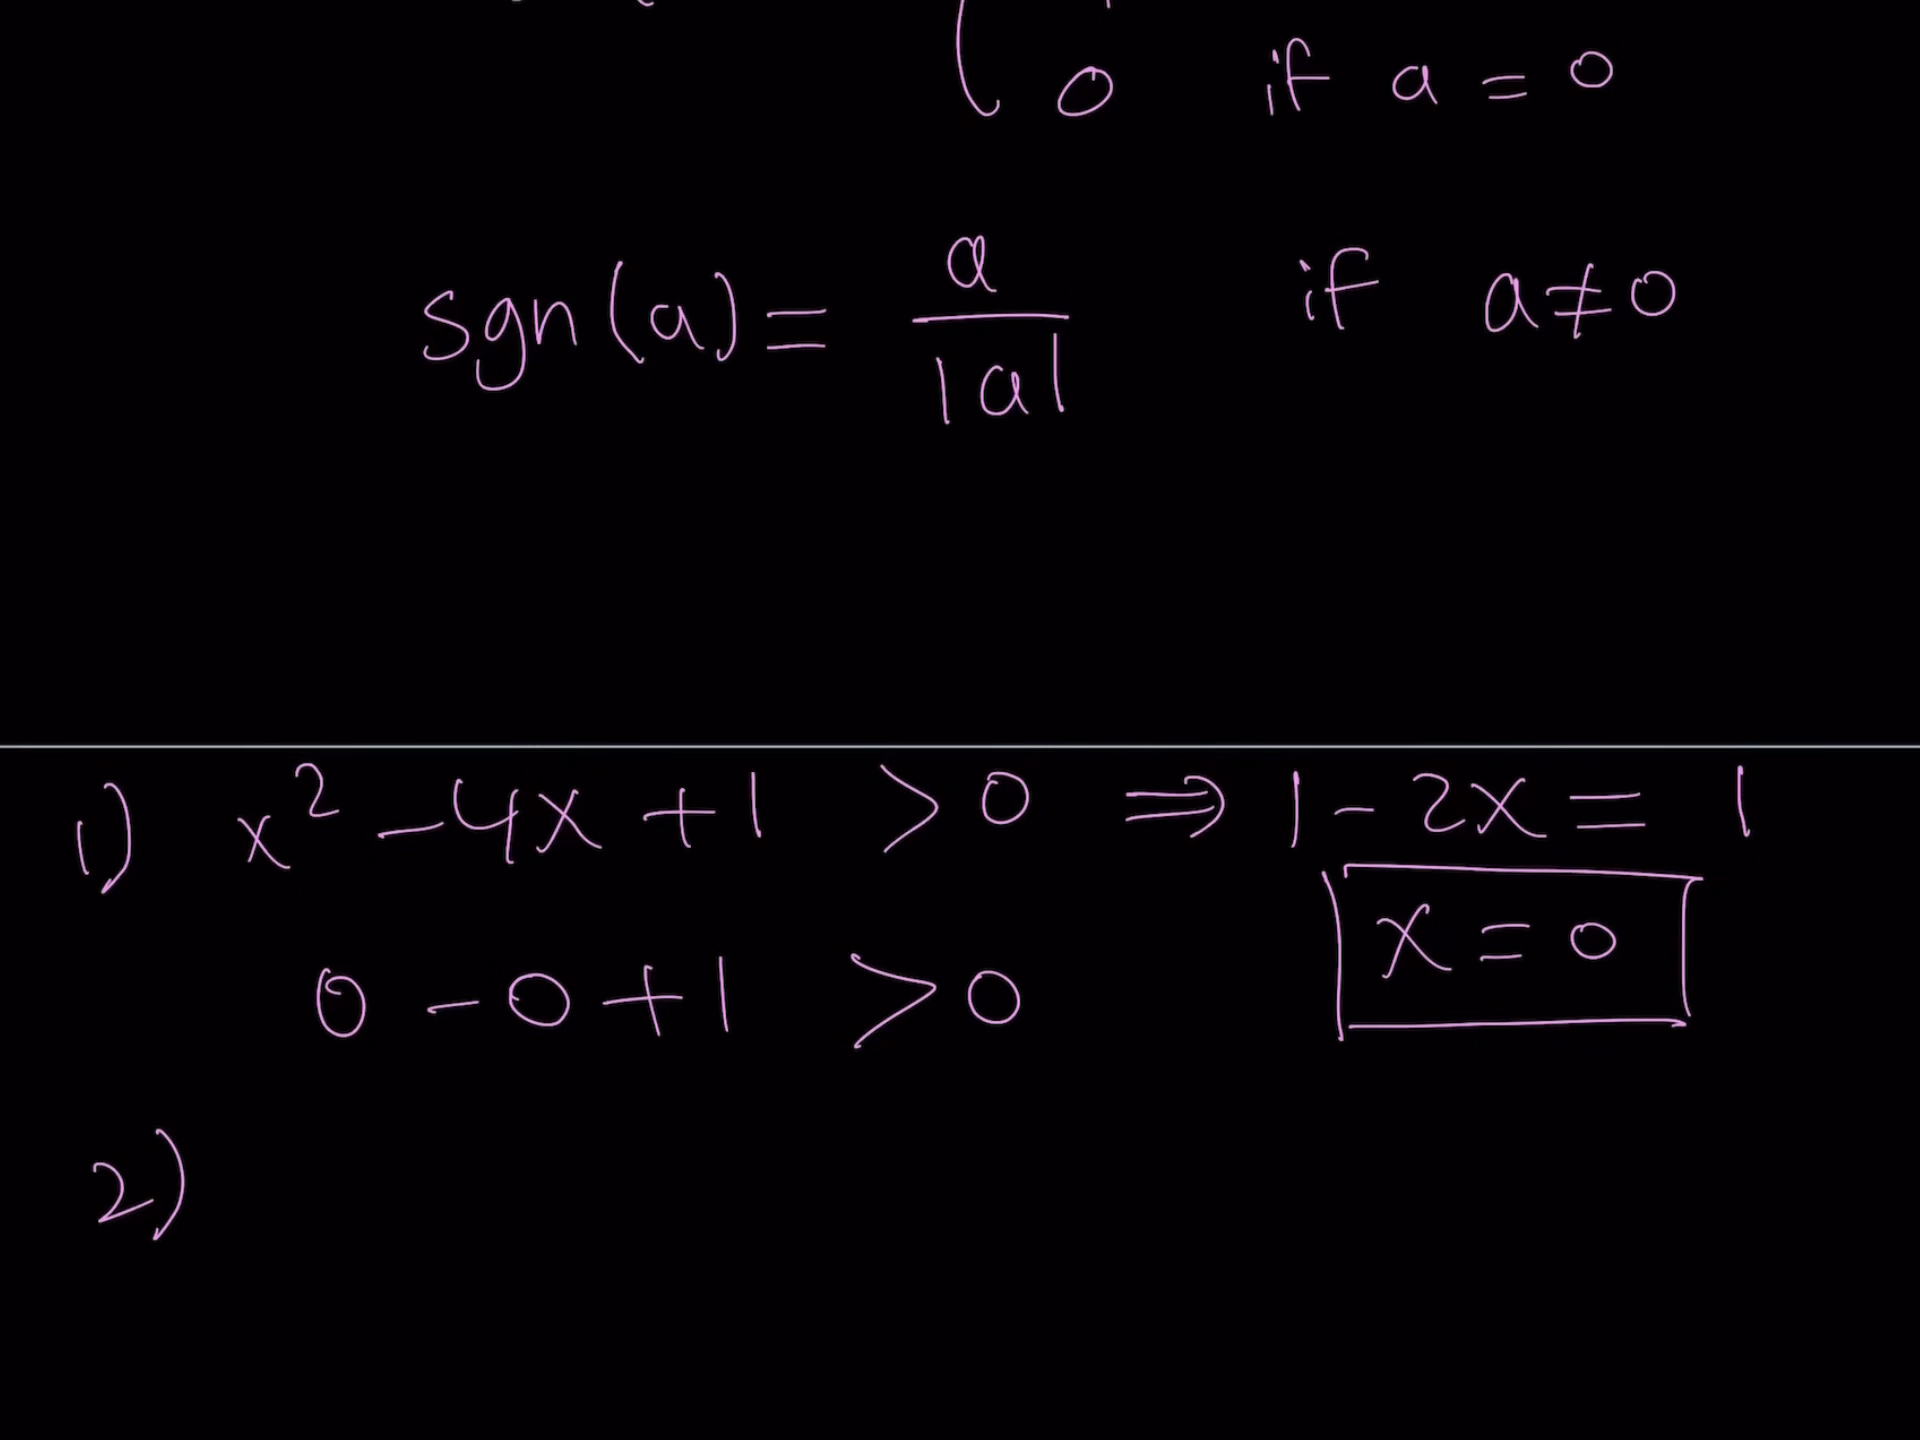 0 if a = 0
sgn(a) = a/|a| if a ≠ 0
1) x² - 4x + 1 > 0 ⇒ 1 - 2x = 1
x = 0
0 - 0 + 1 > 0
2)